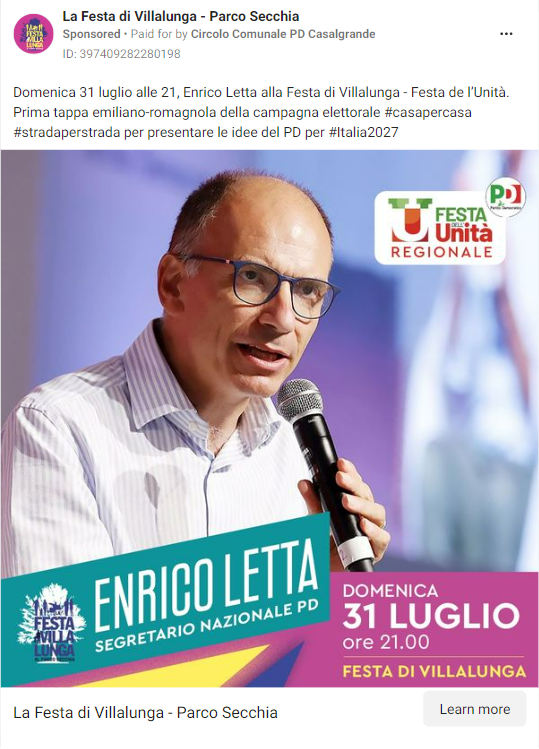 La Festa di Villalunga - Parco Secchia
Sponsored • Paid for by Circolo Comunale PD Casalgrande
ID: 397409282280198
Domenica 31 luglio alle 21, Enrico Letta alla Festa di Villalunga - Festa de l’Unità.
Prima tappa emiliano-romagnola della campagna elettorale #casapercasa
#stradaperstrada per presentare le idee del PD per #Italia2027
PD
Partito Democratico
FESTA
DELL'
Unità
REGIONALE
ENRICO LETTA
SEGRETARIO NAZIONALE PD
FESTA
VILLA
LUNGA
DOMENICA
31 LUGLIO
ore 21.00
FESTA DI VILLALUNGA
La Festa di Villalunga - Parco Secchia
Learn more